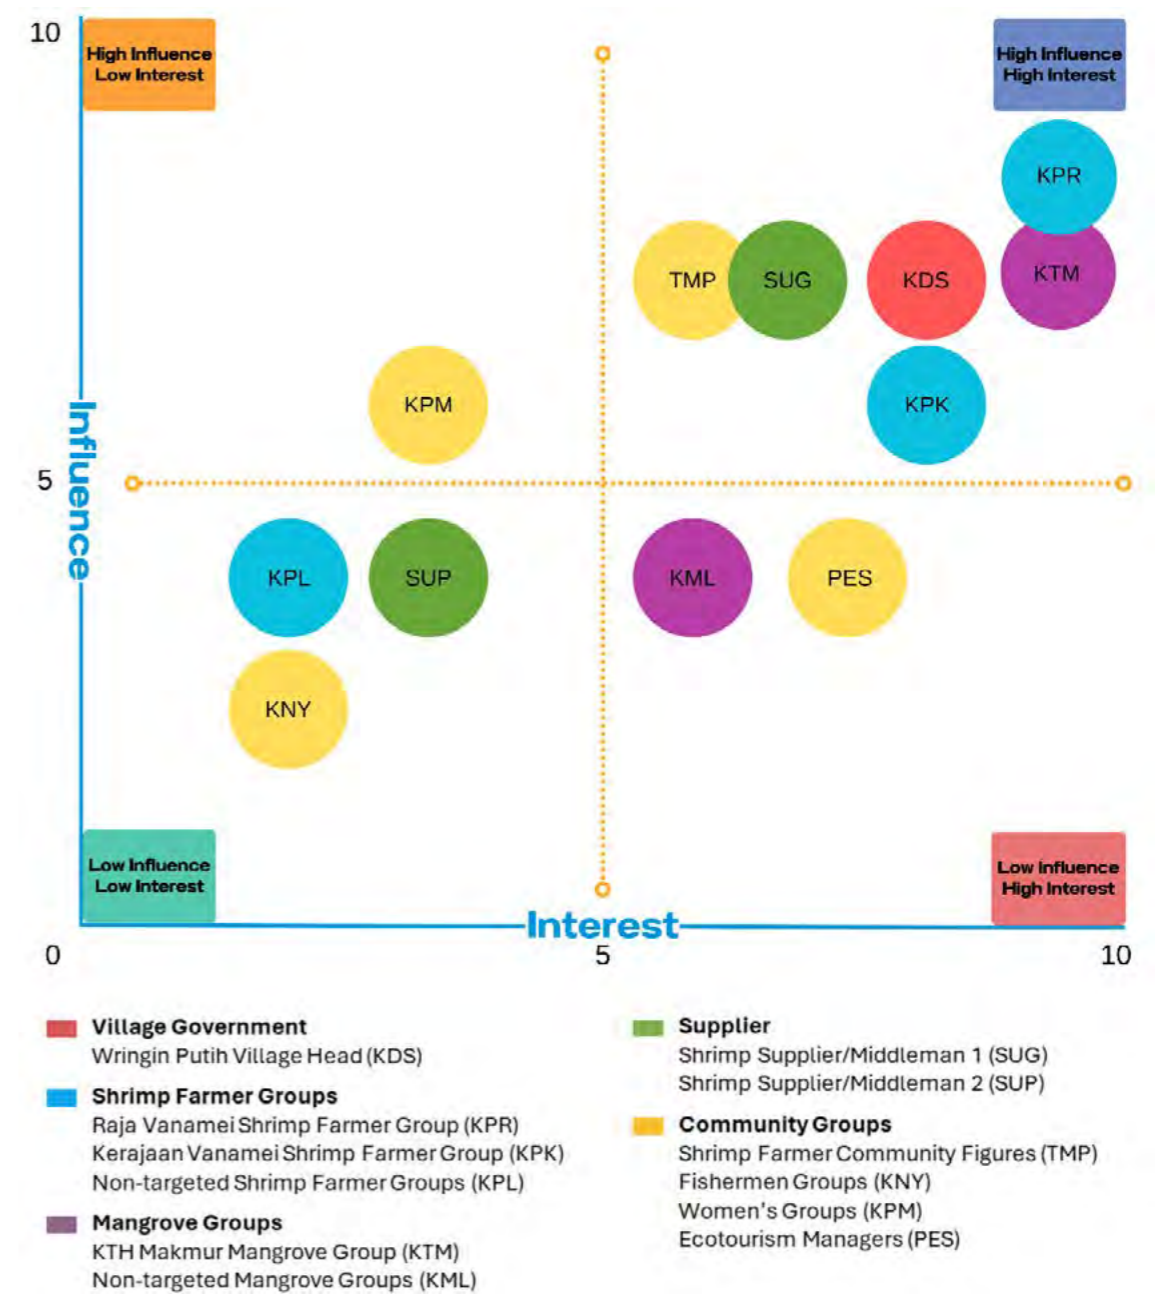 10
High Influence
Low Interest
High Influence
High Interest
KPR
TMP
SUG
KDS
KTM
KPM
KPK
5
Influence
KPL
SUP
KML
PES
KNY
Low Influence
Low Interest
Low Influence
High Interest
Interest
0
5
10
Village Government
Wringin Putih Village Head (KDS)
Shrimp Farmer Groups
Raja Vanamei Shrimp Farmer Group (KPR)
Kerajaan Vanamei Shrimp Farmer Group (KPK)
Non-targeted Shrimp Farmer Groups (KPL)
Mangrove Groups
KTH Makmur Mangrove Group (KTM)
Non-targeted Mangrove Groups (KML)
Supplier
Shrimp Supplier/Middleman 1 (SUG)
Shrimp Supplier/Middleman 2 (SUP)
Community Groups
Shrimp Farmer Community Figures (TMP)
Fishermen Groups (KNY)
Women's Groups (KPM)
Ecotourism Managers (PES)